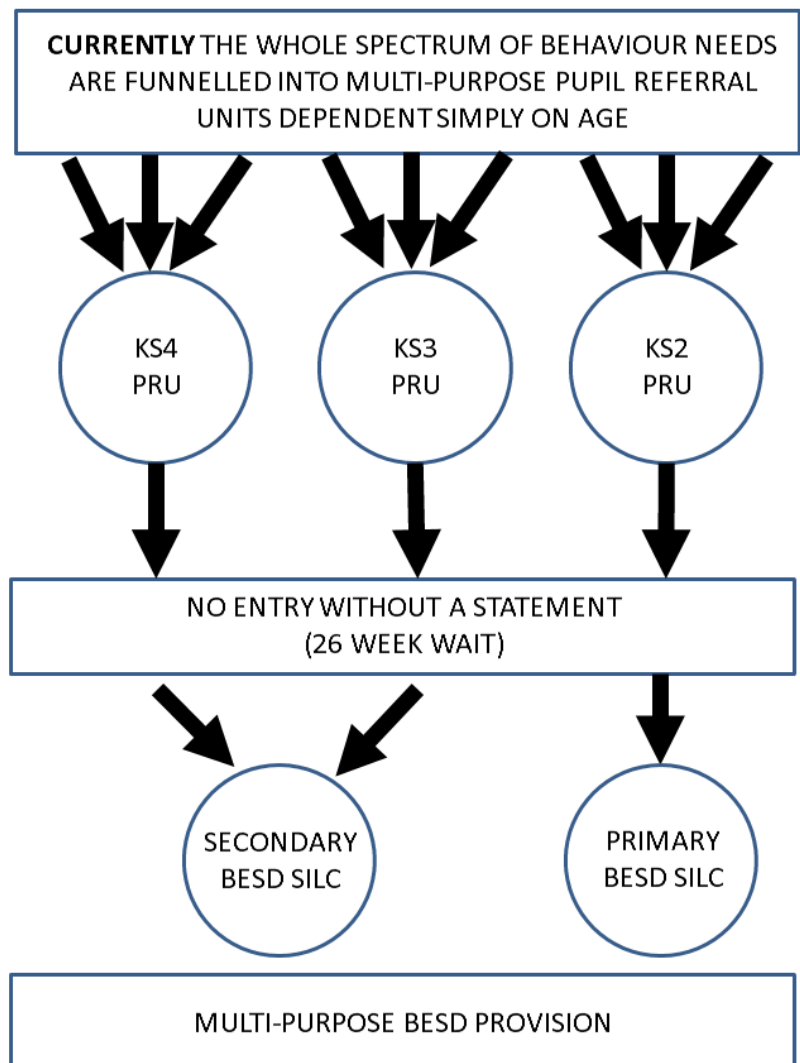 CURRENTLY THE WHOLE SPECTRUM OF BEHAVIOUR NEEDS
ARE FUNNELLED INTO MULTI-PURPOSE PUPIL REFERRAL
UNITS DEPENDENT SIMPLY ON AGE
KS4
PRU
KS3
PRU
KS2
PRU
NO ENTRY WITHOUT A STATEMENT
(26 WEEK WAIT)
SECONDARY
BESD SILC
PRIMARY
BESD SILC
MULTI-PURPOSE BESD PROVISION